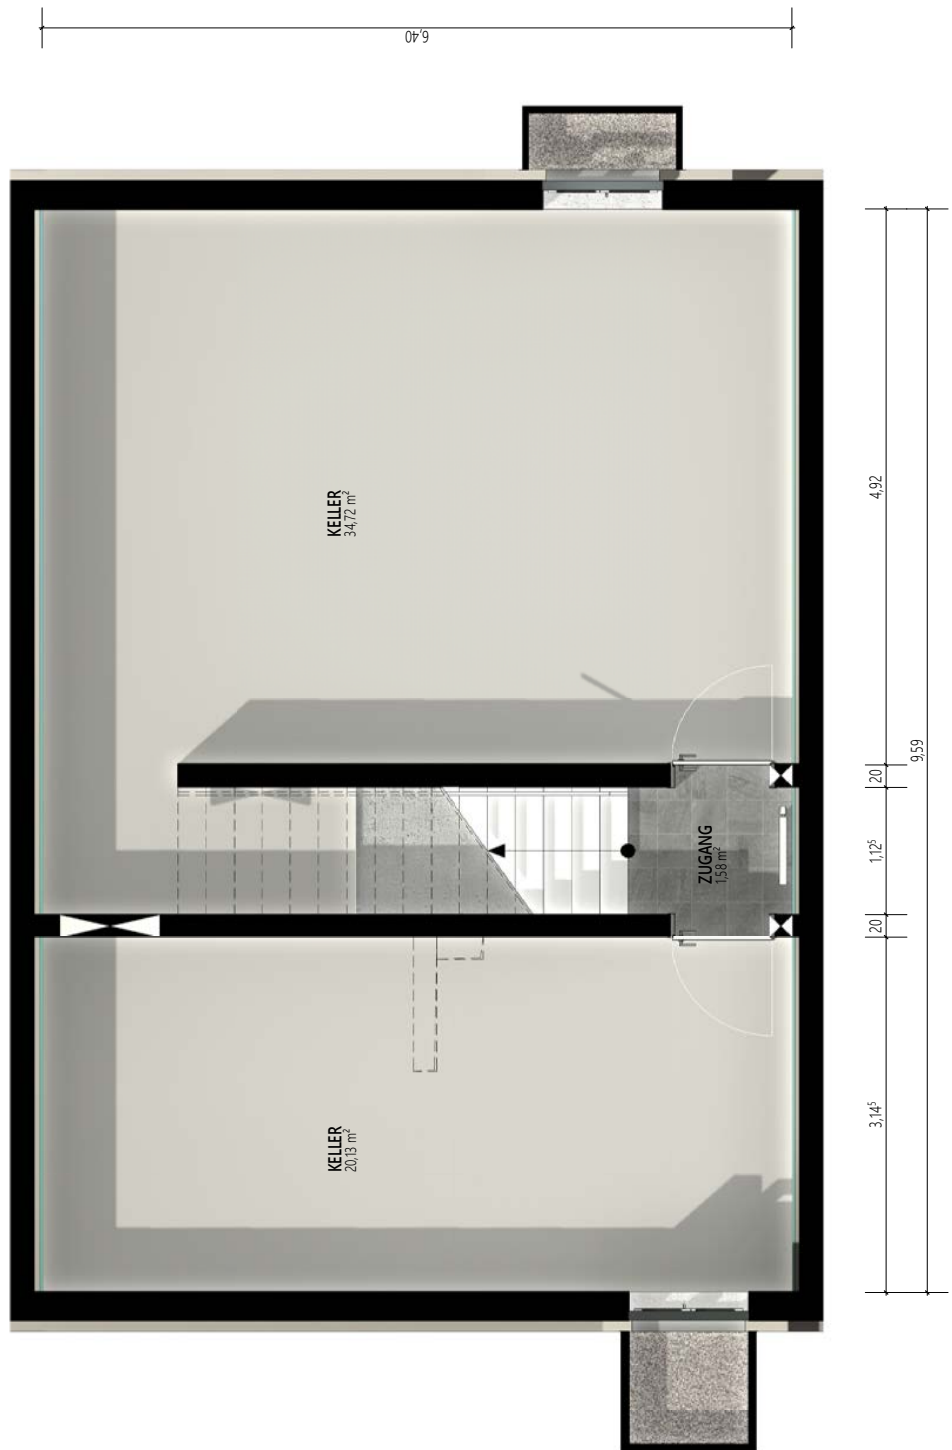 6,40
KELLER
34,72 m²
4,92
9,59
20
1,12⁵
ZUGANG
1,58 m²
20
KELLER
20,13 m²
3,14⁵